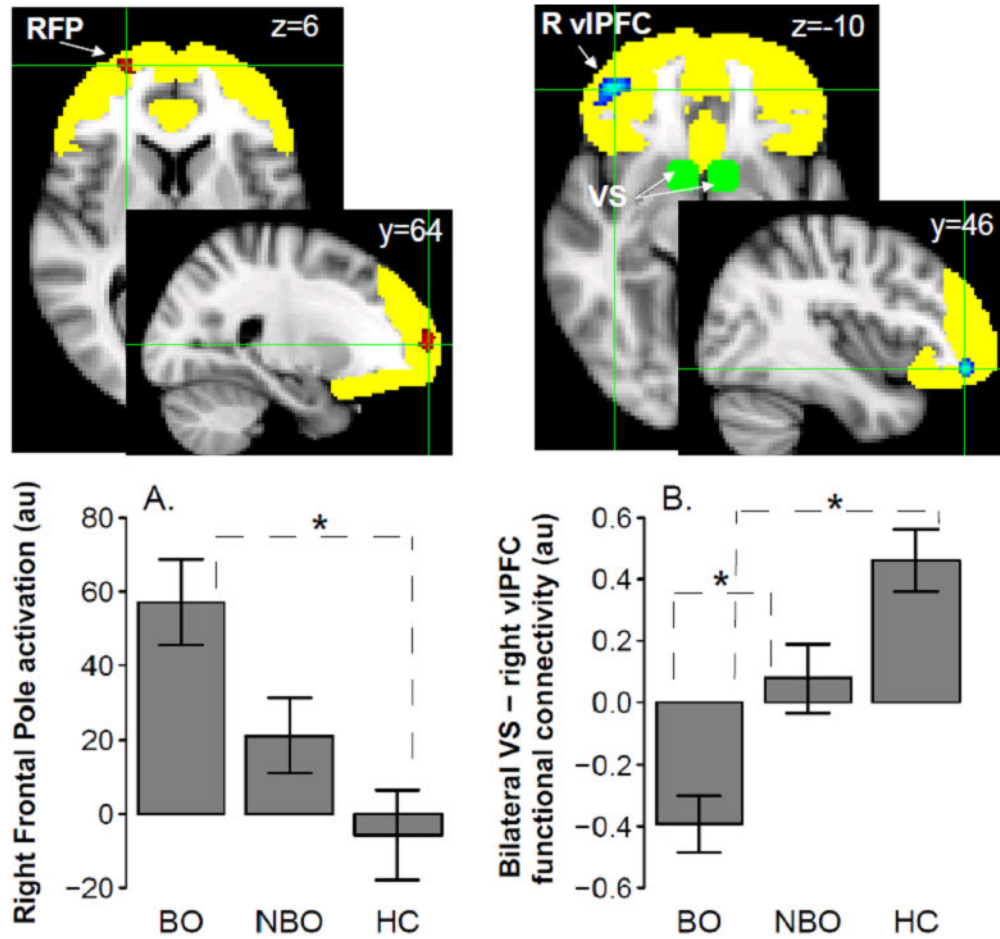 RFP
z=6
y=64
R vlPFC
z=-10
VS
y=46
A.
*
Right Frontal Pole activation (au)
80
60
40
20
0
−20
BO NBO HC
B.
*
*
Bilateral VS − right vlPFC
functional connectivity (au)
0.6
0.4
0.2
0.0
−0.2
−0.4
−0.6
BO NBO HC